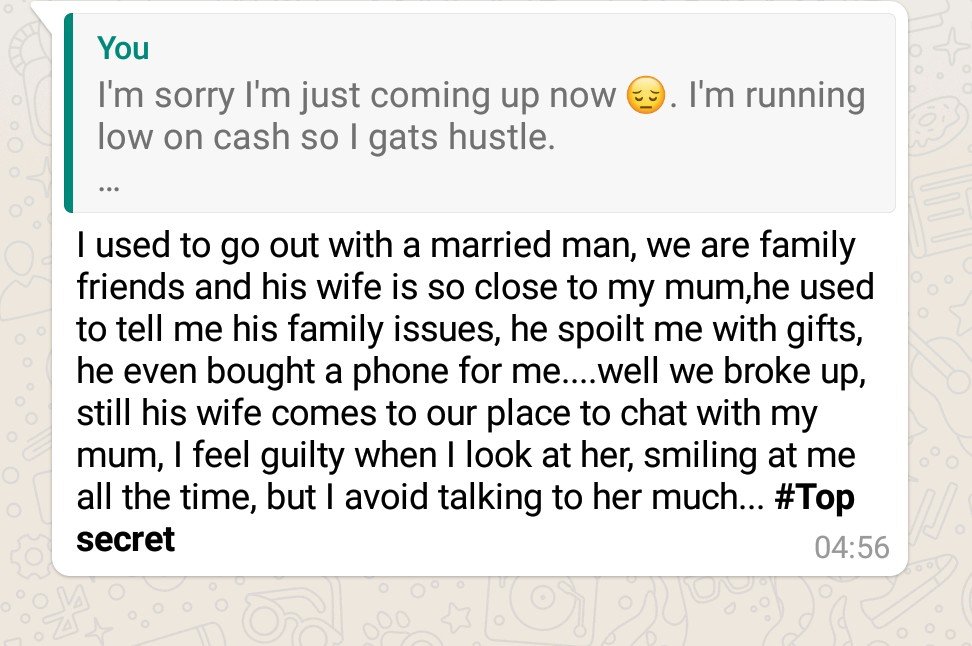 You
I'm sorry I'm just coming up now 😔. I'm running
low on cash so I gats hustle.
...
I used to go out with a married man, we are family
friends and his wife is so close to my mum,he used
to tell me his family issues, he spoilt me with gifts,
he even bought a phone for me....well we broke up,
still his wife comes to our place to chat with my
mum, I feel guilty when I look at her, smiling at me
all the time, but I avoid talking to her much... #Top
secret
04:56